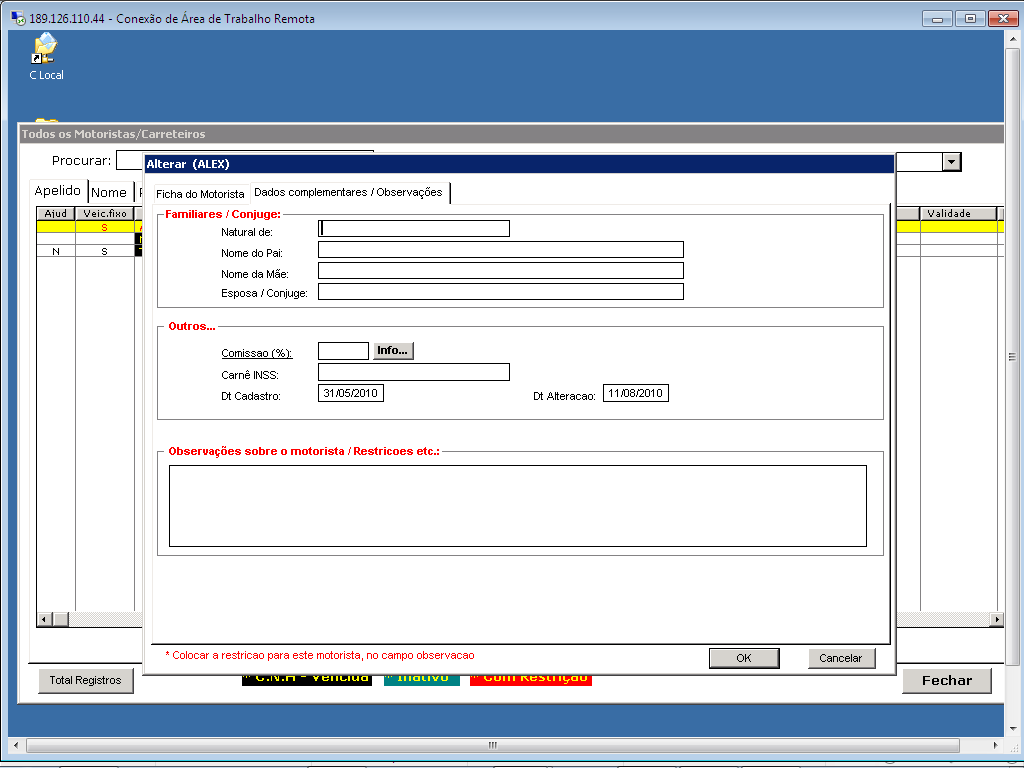 189.126.110.44 - Conexão de Área de Trabalho Remota
C Local
Todos os Motoristas/Carreteiros
Procurar:
Alterar (ALEX)
Apelido
Nome
Ficha do Motorista
Dados complementares / Observações
Ajud
Veic.fixo
Validade
S
N
S
Familiares / Conjuge:
Natural de:
Nome do Pai:
Nome da Mãe:
Esposa / Conjuge:
Outros...
Comissao (%):
Info...
Carnê INSS:
Dt Cadastro:
31/05/2010
Dt Alteracao:
11/08/2010
Observações sobre o motorista / Restricoes etc.:
* Colocar a restricao para este motorista, no campo observacao
OK
Cancelar
Total Registros
* C.N.H - Vencida
* Inativo
* Com Restrição
Fechar